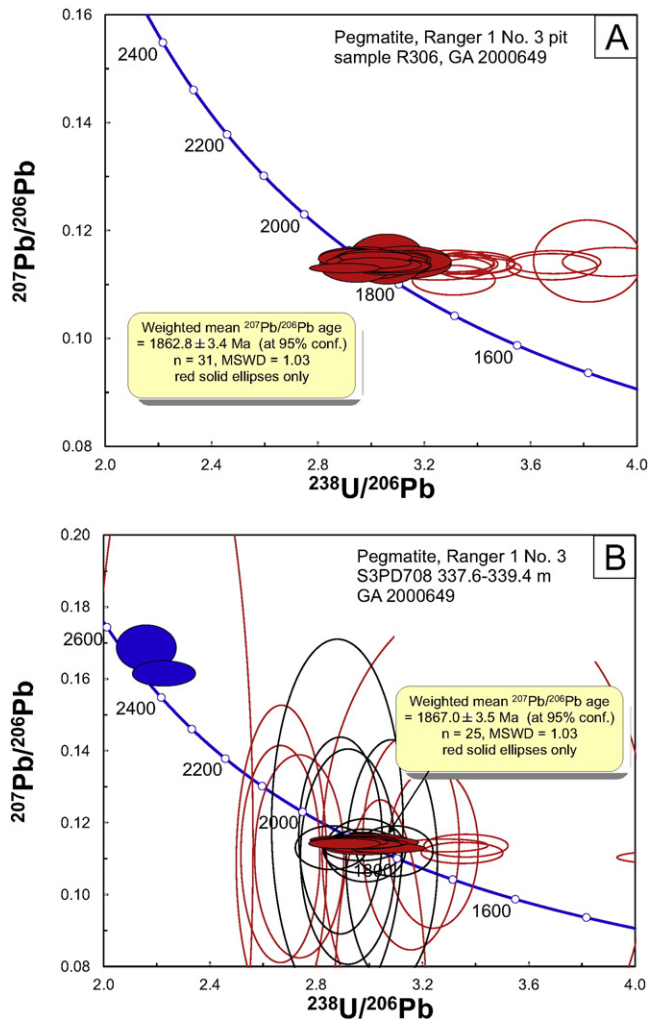 0.16
2400
Pegmatite, Ranger 1 No. 3 pit
sample R306, GA 2000649
A
0.14
2200
2000
0.12
1800
²⁰⁷Pb/²⁰⁶Pb
Weighted mean ²⁰⁷Pb/²⁰⁶Pb age
= 1862.8 ± 3.4 Ma (at 95% conf.)
n = 31, MSWD = 1.03
red solid ellipses only
0.10
1600
0.08
2.0 2.4 2.8 3.2 3.6 4.0
²³⁸U/²⁰⁶Pb
0.20
Pegmatite, Ranger 1 No. 3
S3PD708 337.6-339.4 m
GA 2000649
B
0.18
2600
0.16
2400
Weighted mean ²⁰⁷Pb/²⁰⁶Pb age
= 1867.0 ± 3.5 Ma (at 95% conf.)
n = 25, MSWD = 1.03
red solid ellipses only
0.14
2200
2000
0.12
1800
²⁰⁷Pb/²⁰⁶Pb
0.10
1600
0.08
2.0 2.4 2.8 3.2 3.6 4.0
²³⁸U/²⁰⁶Pb